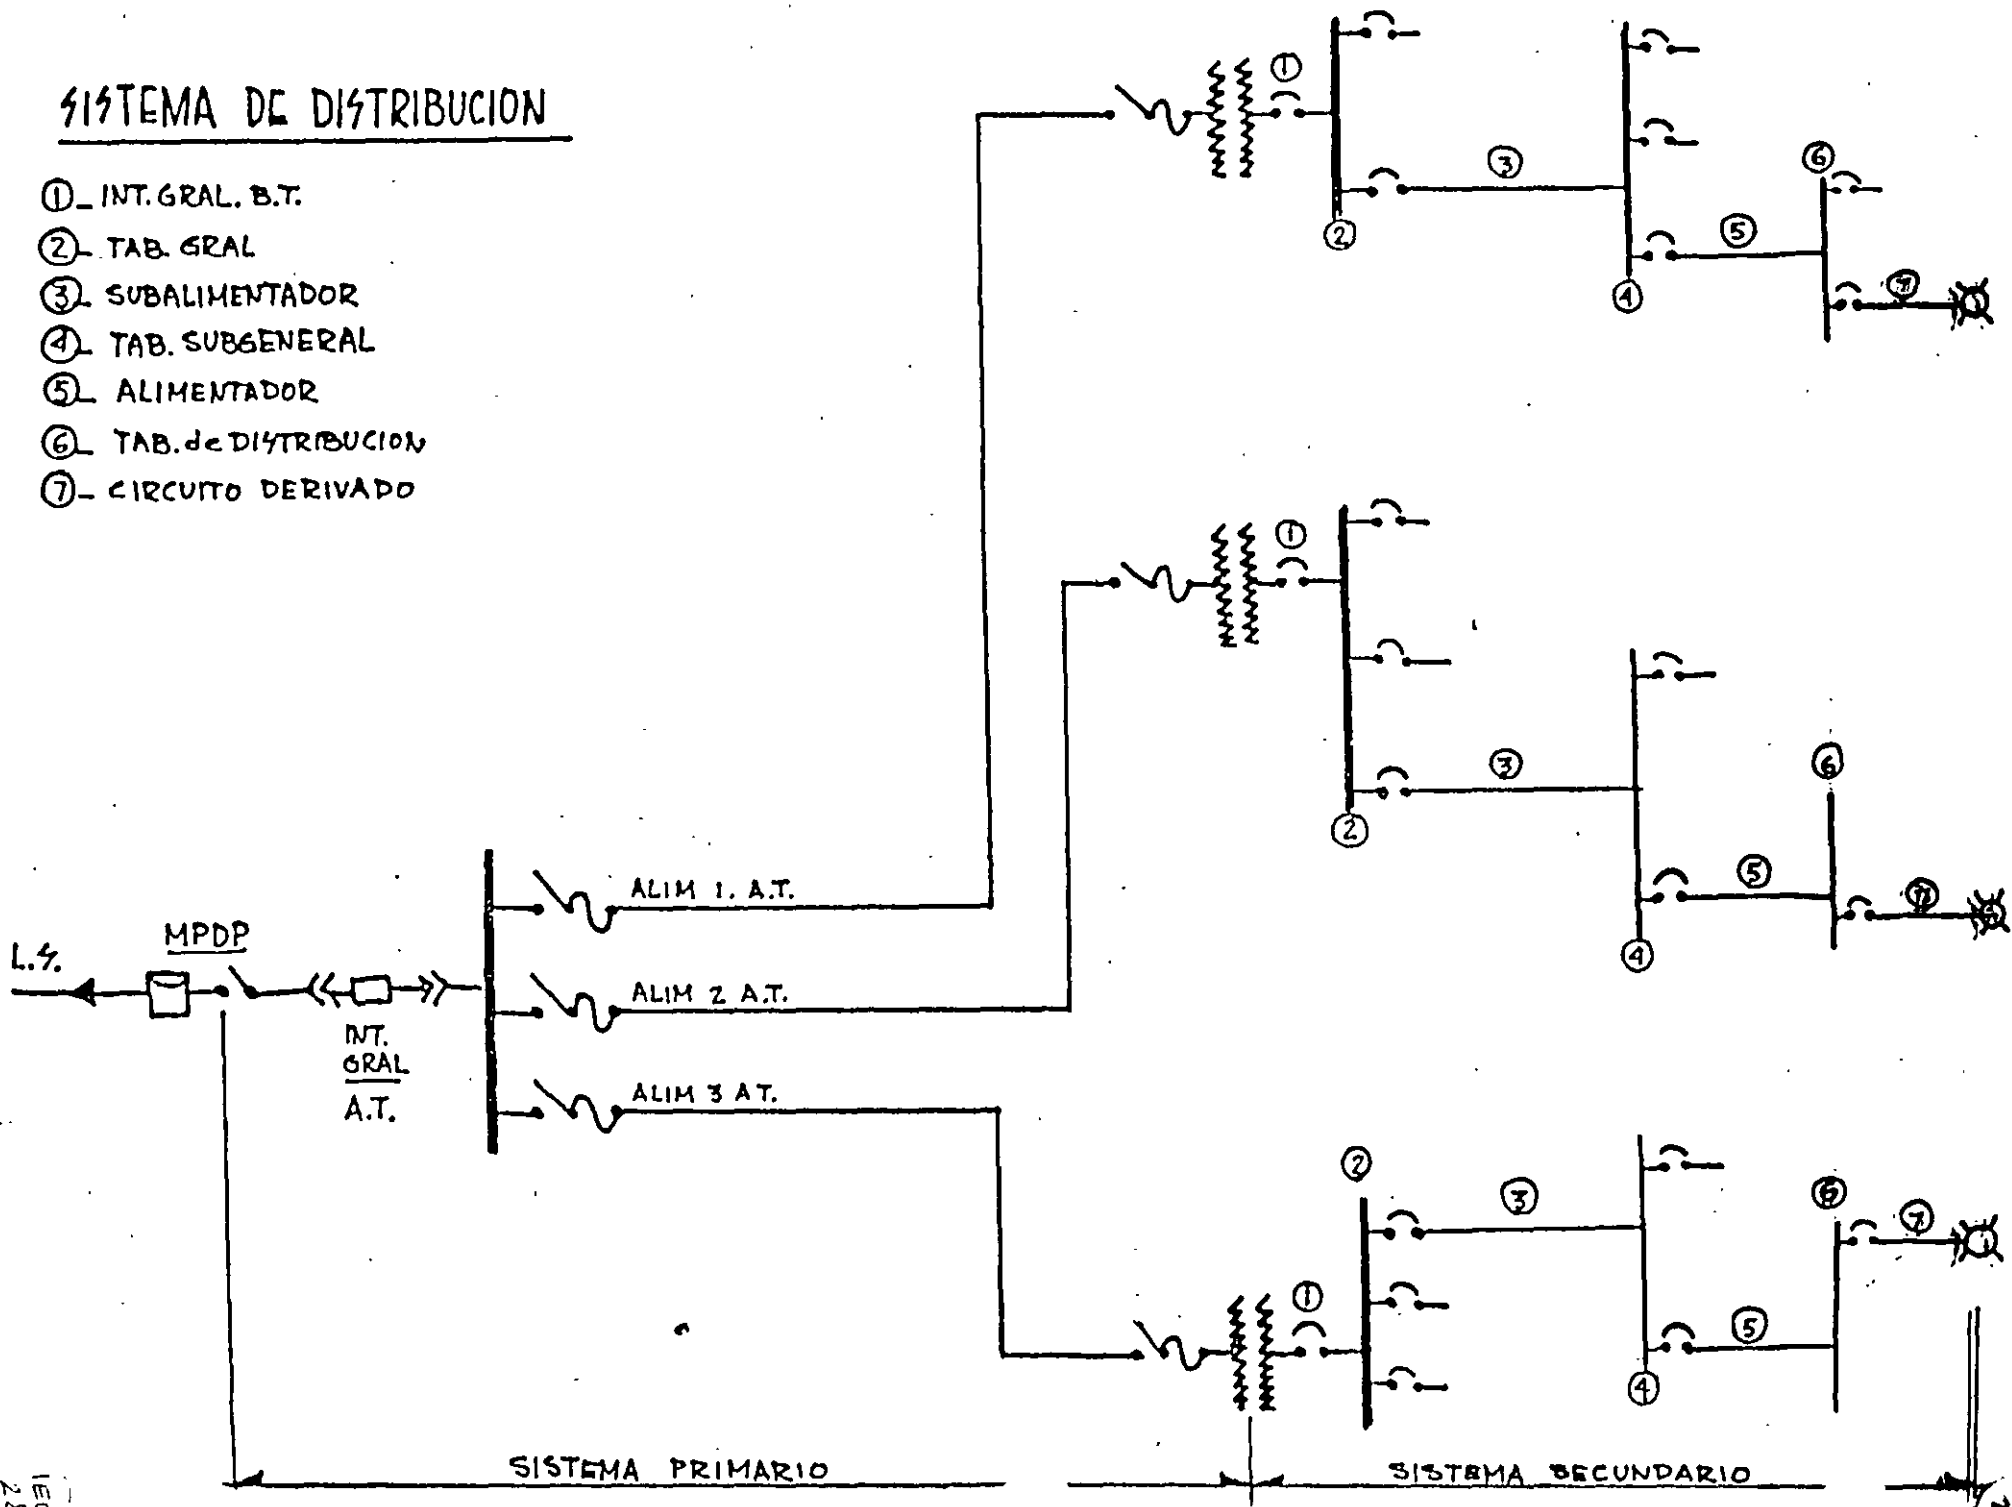 SISTEMA DE DISTRIBUCION
①- INT. GRAL. B.T.
②- TAB. GRAL
③- SUBALIMENTADOR
④- TAB. SUBGENERAL
⑤- ALIMENTADOR
⑥- TAB. de DISTRIBUCION
⑦- CIRCUITO DERIVADO
①
②
③
④
⑤
⑥
⑦
①
②
③
④
⑤
⑥
⑦
ALIM 1. A.T.
ALIM 2 A.T.
ALIM 3 A T.
L.S.
MPDP
INT.
GRAL
A.T.
①
②
③
④
⑤
⑥
⑦
SISTEMA PRIMARIO
SISTEMA SECUNDARIO